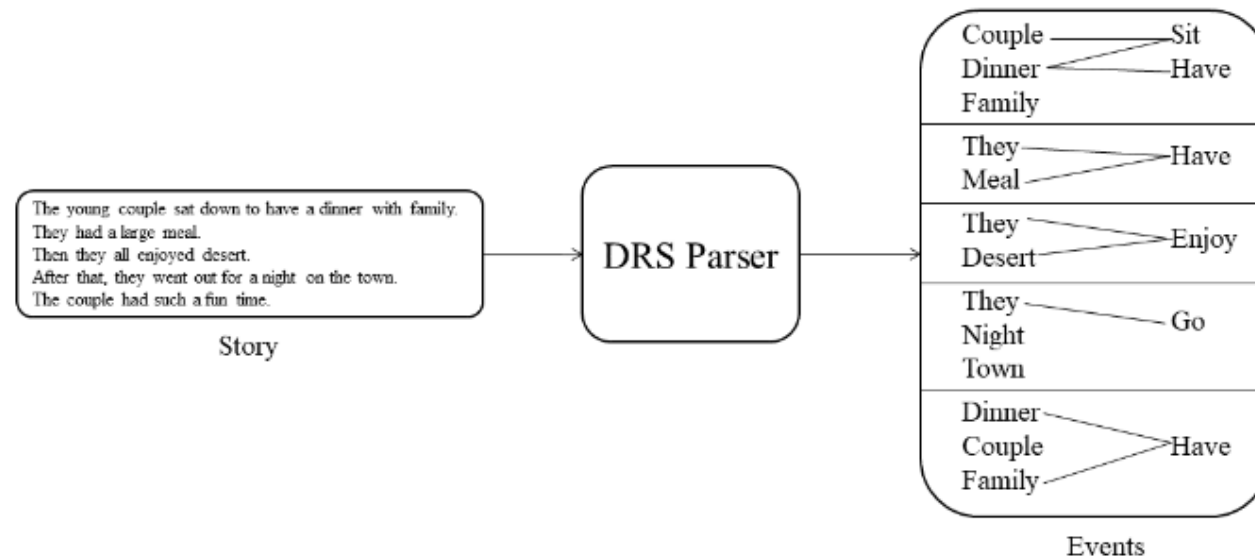 The young couple sat down to have a dinner with family.
They had a large meal.
Then they all enjoyed desert.
After that, they went out for a night on the town.
The couple had such a fun time.
Story
DRS Parser
Couple Sit
Dinner Have
Family
They Have
Meal
They
Desert Enjoy
They
Night Go
Town
Dinner
Couple Have
Family
Events